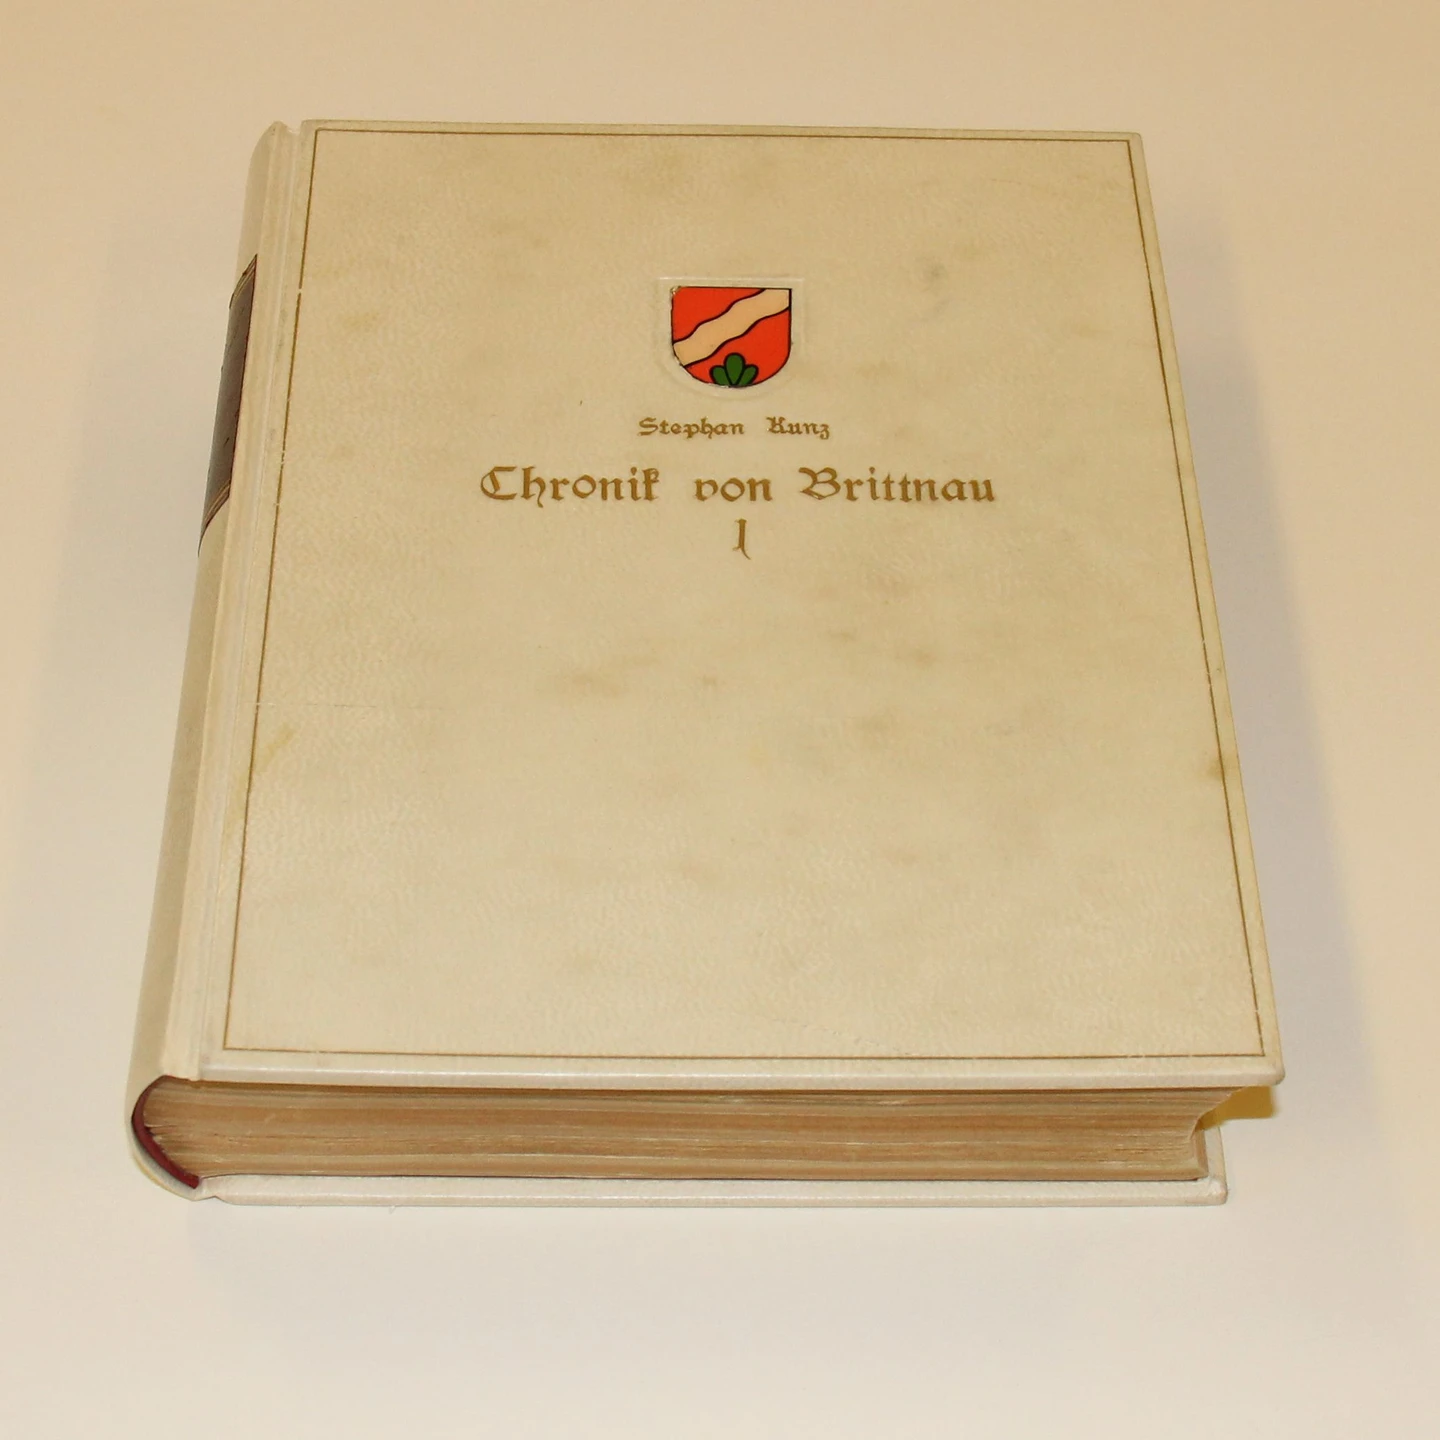 Stephan Kunz
Chronik von Brittnau
I